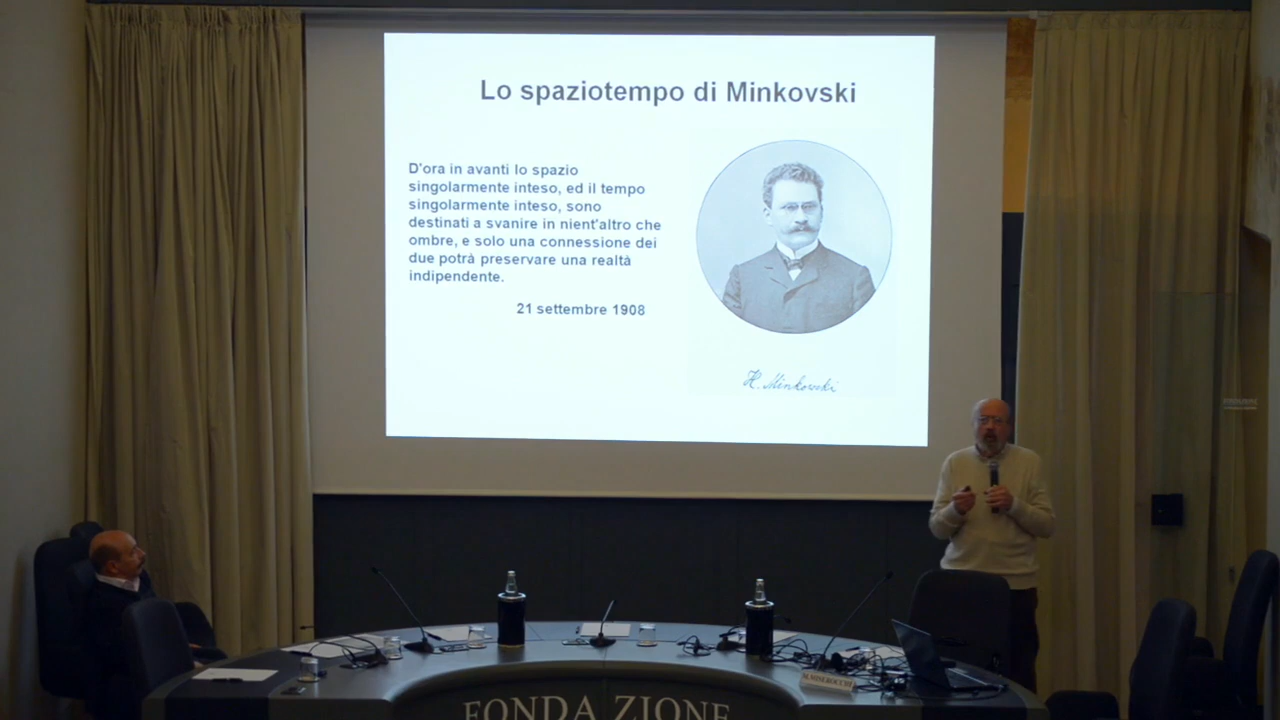 Lo spaziotempo di Minkovski
D'ora in avanti lo spazio
singolarmente inteso, ed il tempo
singolarmente inteso, sono
destinati a svanire in nient'altro che
ombre, e solo una connessione dei
due potrà preservare una realtà
indipendente.
21 settembre 1908
H. Minkowski
M. MISEROCCHI
FONDAZIONE